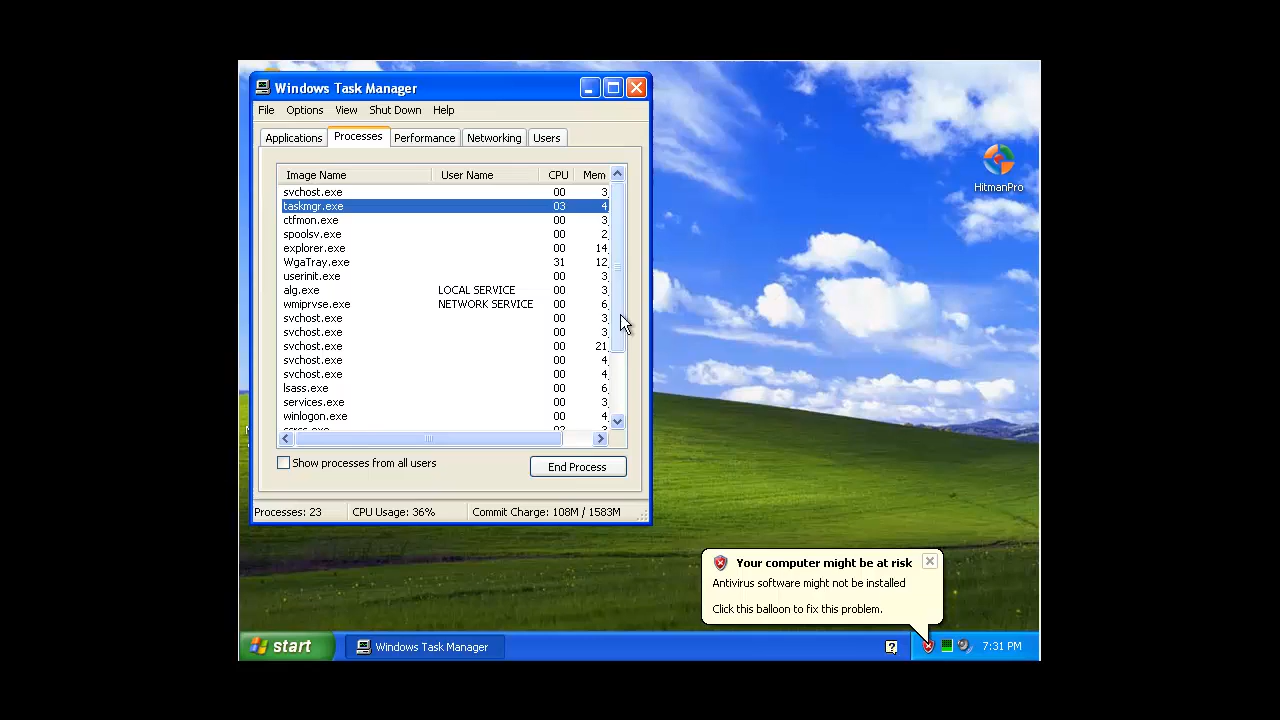 Windows Task Manager
File Options View Shut Down Help
Applications Processes Performance Networking Users
Image Name User Name CPU Mem
svchost.exe 00 3
taskmgr.exe 03 4
ctfmon.exe 00 3
spoolsv.exe 00 2
explorer.exe 00 14
WgaTray.exe 31 12
userinit.exe 00 3
alg.exe LOCAL SERVICE 00 3
wmiprvse.exe NETWORK SERVICE 00 6
svchost.exe 00 3
svchost.exe 00 3
svchost.exe 00 21
svchost.exe 00 4
svchost.exe 00 4
lsass.exe 00 6
services.exe 00 3
winlogon.exe 00 4
Show processes from all users End Process
Processes: 23 CPU Usage: 36% Commit Charge: 108M / 1583M
HitmanPro
Your computer might be at risk
Antivirus software might not be installed
Click this balloon to fix this problem.
start Windows Task Manager ? 7:31 PM